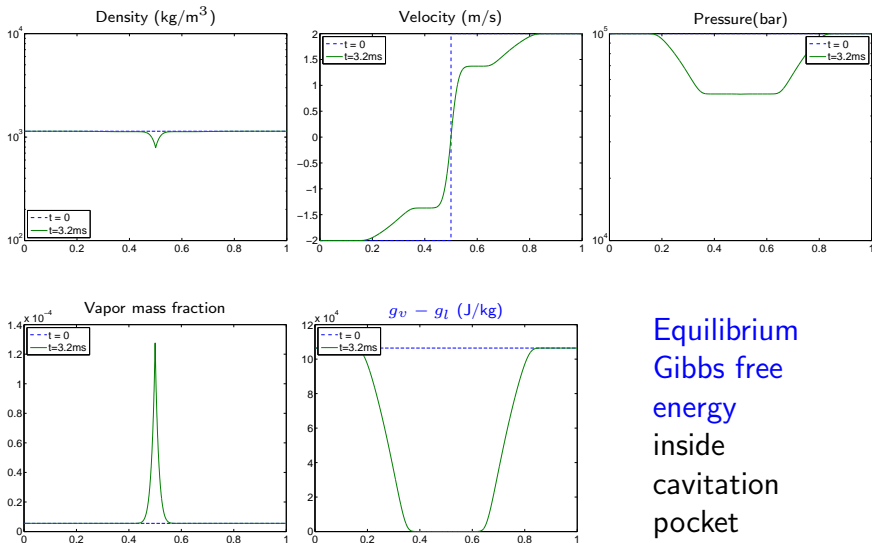 Density (kg/m³)
10⁴
10³
10²
t = 0
t=3.2ms
0 0.2 0.4 0.6 0.8 1
Velocity (m/s)
2
1.5
1
0.5
0
−0.5
−1
−1.5
−2
t = 0
t=3.2ms
0 0.2 0.4 0.6 0.8 1
Pressure(bar)
10⁵
10⁴
t = 0
t=3.2ms
0 0.2 0.4 0.6 0.8 1
Vapor mass fraction
x 10⁻⁴
1.4
1.2
1
0.8
0.6
0.4
0.2
0
t = 0
t=3.2ms
0 0.2 0.4 0.6 0.8 1
g_v − g_l (J/kg)
x 10⁴
12
10
8
6
4
2
0
t = 0
t=3.2ms
0 0.2 0.4 0.6 0.8 1
Equilibrium
Gibbs free
energy
inside
cavitation
pocket